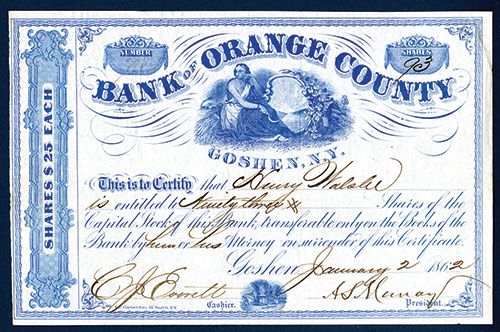 NUMBER
SHARES
93
BANK OF ORANGE COUNTY
GOSHEN, N.Y.
SHARES $25 EACH
This is to Certify that Henry Walsh
is entitled to Ninety three Shares of the
Capital Stock of this Bank, transferable only on the Books of the
Bank by him or his Attorney on surrender of this Certificate.
Goshen January 2 1862
Cashier.
A S Murray President.